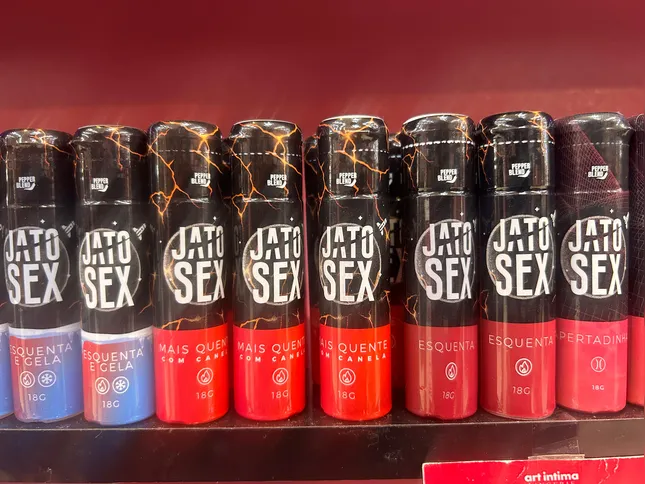 PEPPER
BLEND
JATO
SEX
ESQUENTA
E GELA
18G
PEPPER
BLEND
JATO
SEX
ESQUENTA
E GELA
18G
PEPPER
BLEND
JATO
SEX
MAIS QUENTE
COM CANELA
18G
PEPPER
BLEND
JATO
SEX
MAIS QUENTE
COM CANELA
18G
PEPPER
BLEND
JATO
SEX
MAIS QUENTE
COM CANELA
18G
PEPPER
BLEND
JATO
SEX
ESQUENTA
18G
PEPPER
BLEND
JATO
SEX
ESQUENTA
18G
PEPPER
BLEND
JATO
SEX
PERTADINHA
18G
art intima